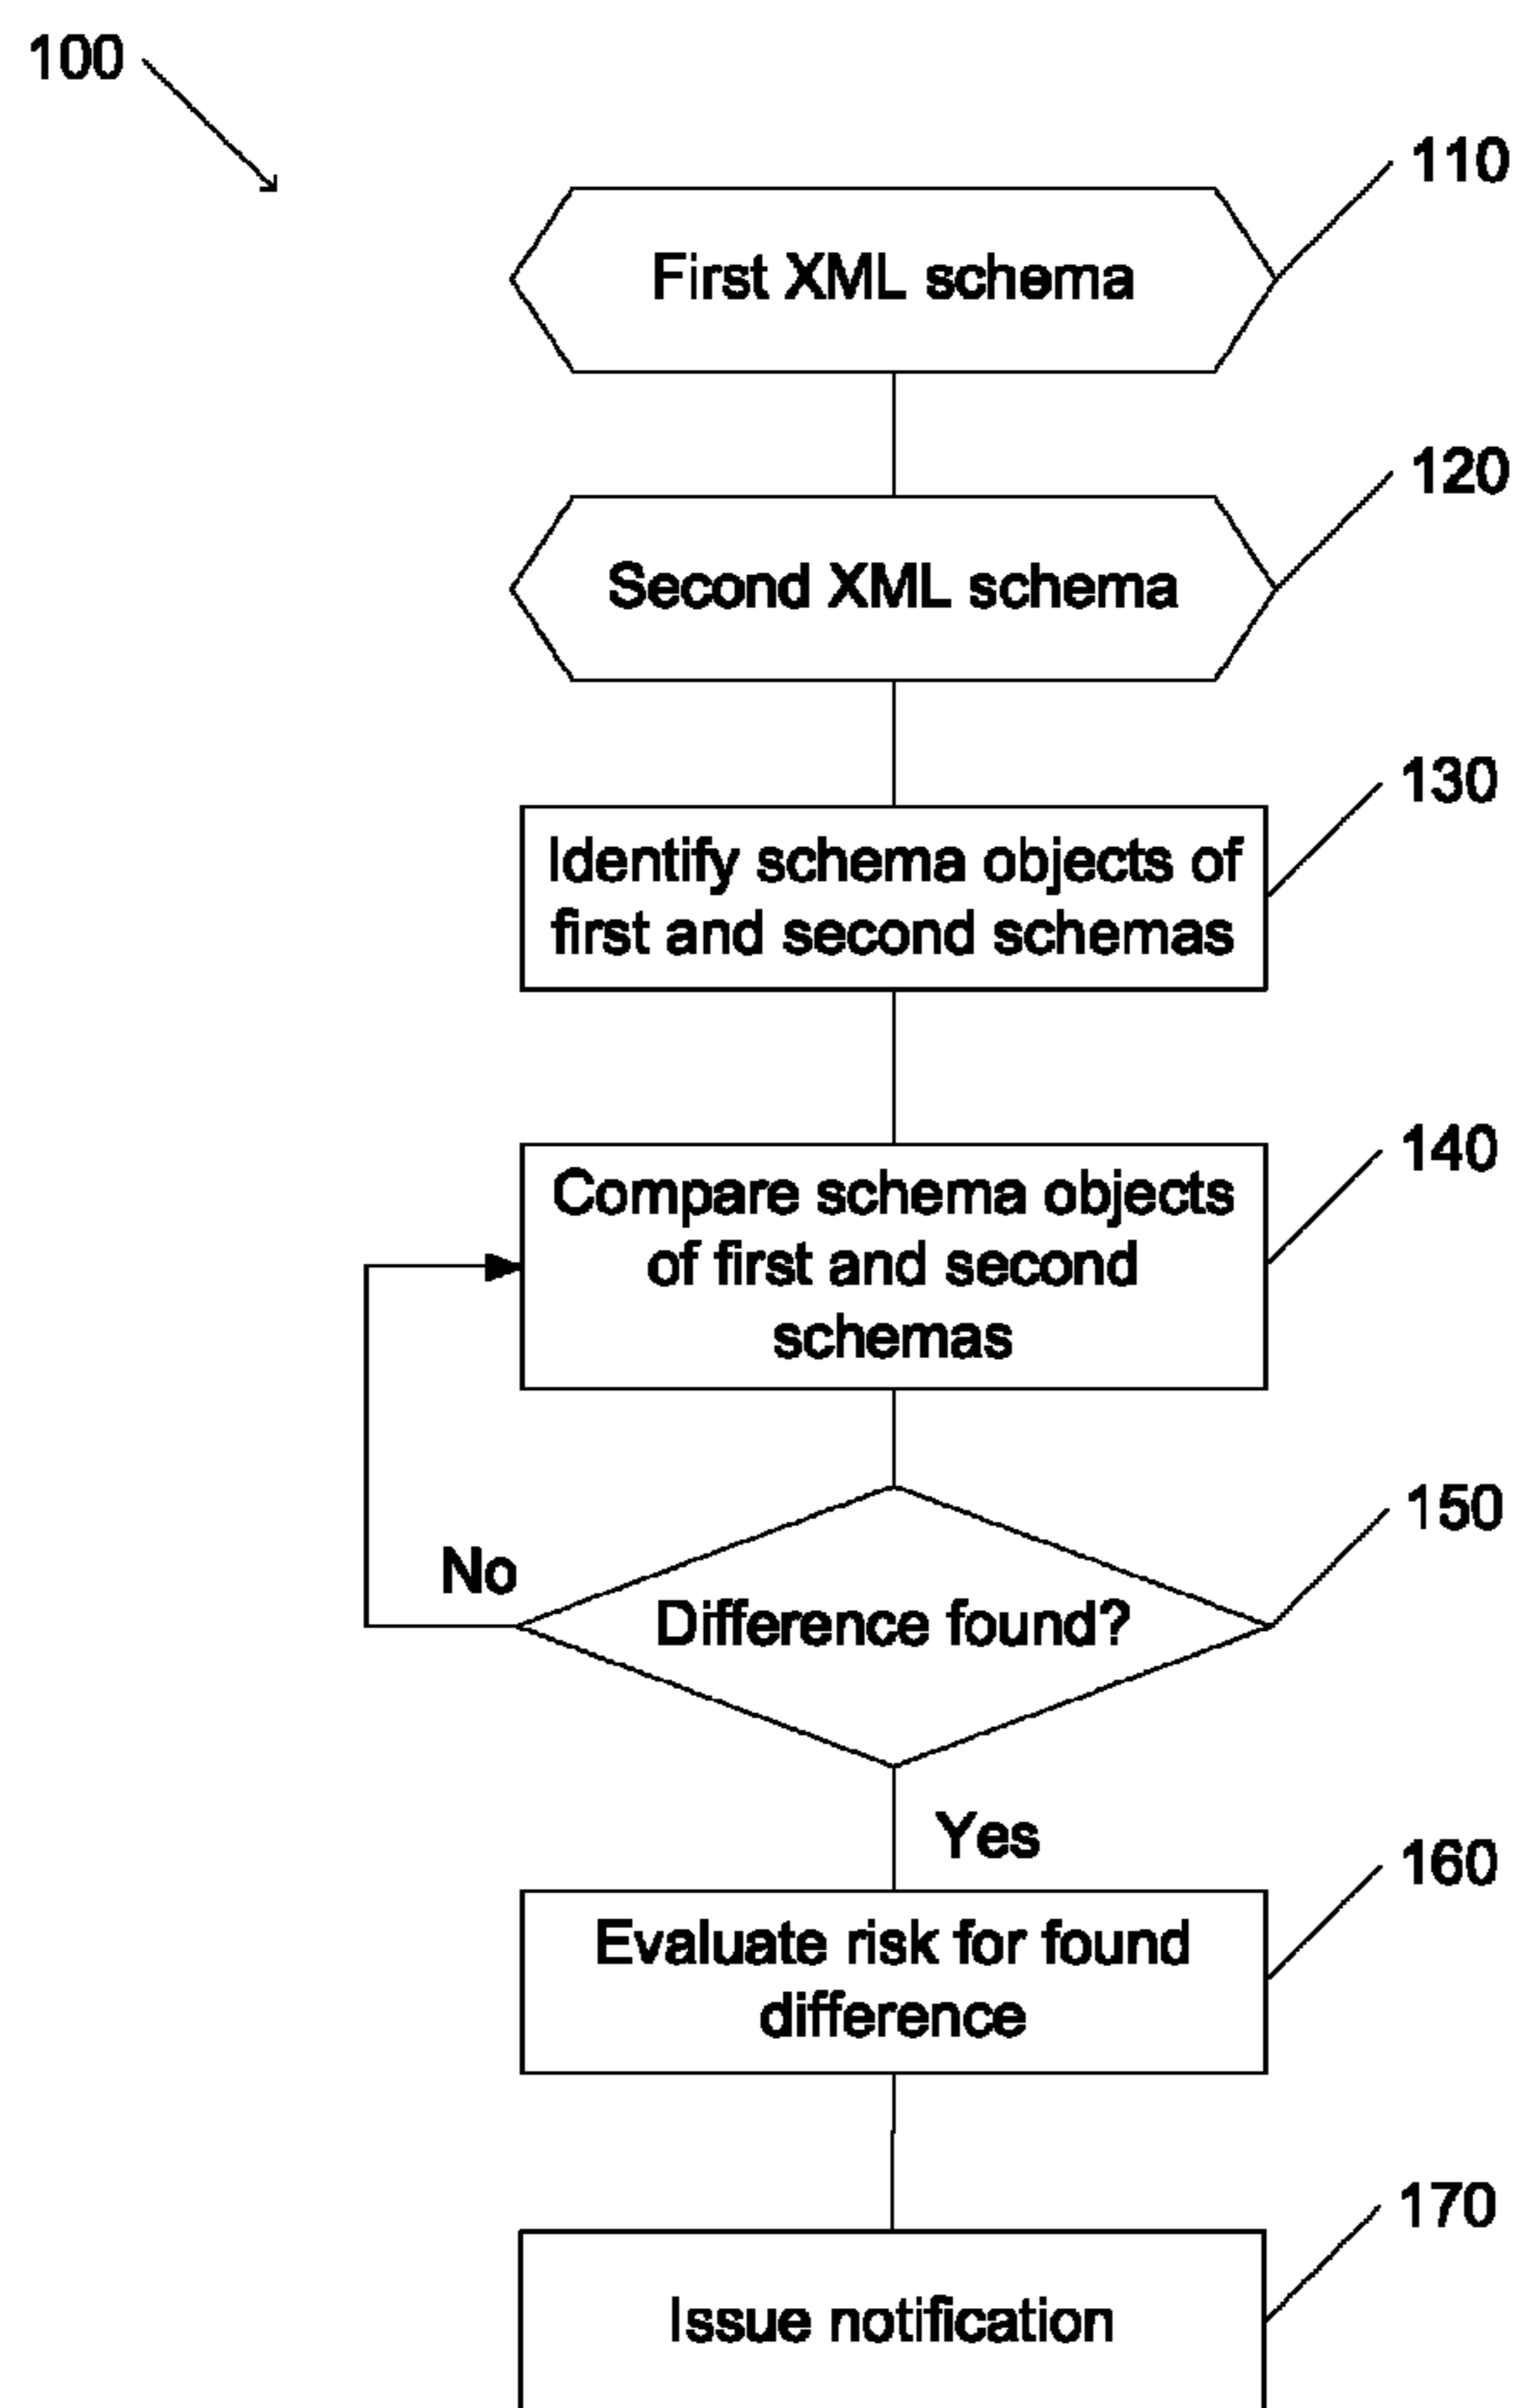 100
110
First XML schema
120
Second XML schema
130
Identify schema objects of
first and second schemas
140
Compare schema objects
of first and second
schemas
150
No
Difference found?
Yes
160
Evaluate risk for found
difference
170
Issue notification